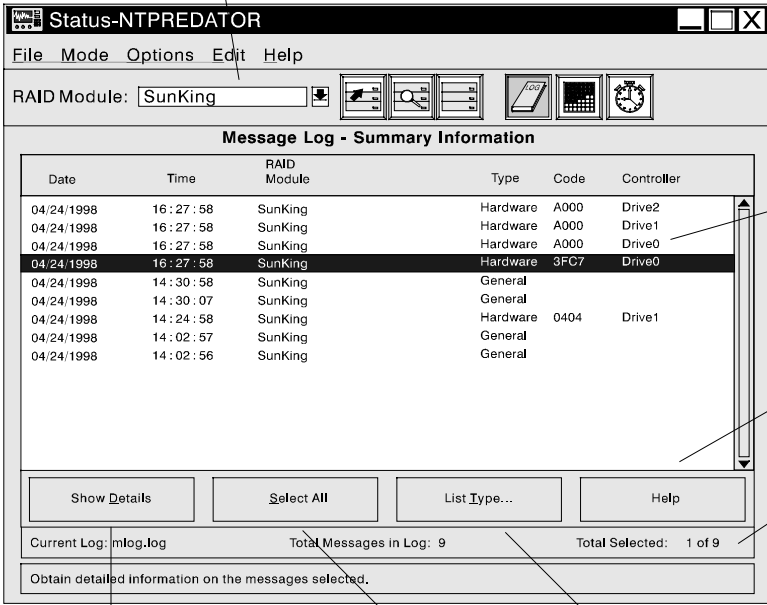 Status-NTPREDATOR
File Mode Options Edit Help
RAID Module: SunKing
LOG
Message Log - Summary Information
Date Time RAID Module Type Code Controller
04/24/1998 16:27:58 SunKing Hardware A000 Drive2
04/24/1998 16:27:58 SunKing Hardware A000 Drive1
04/24/1998 16:27:58 SunKing Hardware A000 Drive0
04/24/1998 16:27:58 SunKing Hardware 3FC7 Drive0
04/24/1998 14:30:58 SunKing General
04/24/1998 14:30:07 SunKing General
04/24/1998 14:24:58 SunKing Hardware 0404 Drive1
04/24/1998 14:02:57 SunKing General
04/24/1998 14:02:56 SunKing General
Show Details Select All List Type... Help
Current Log: mlog.log Total Messages in Log: 9 Total Selected: 1 of 9
Obtain detailed information on the messages selected.